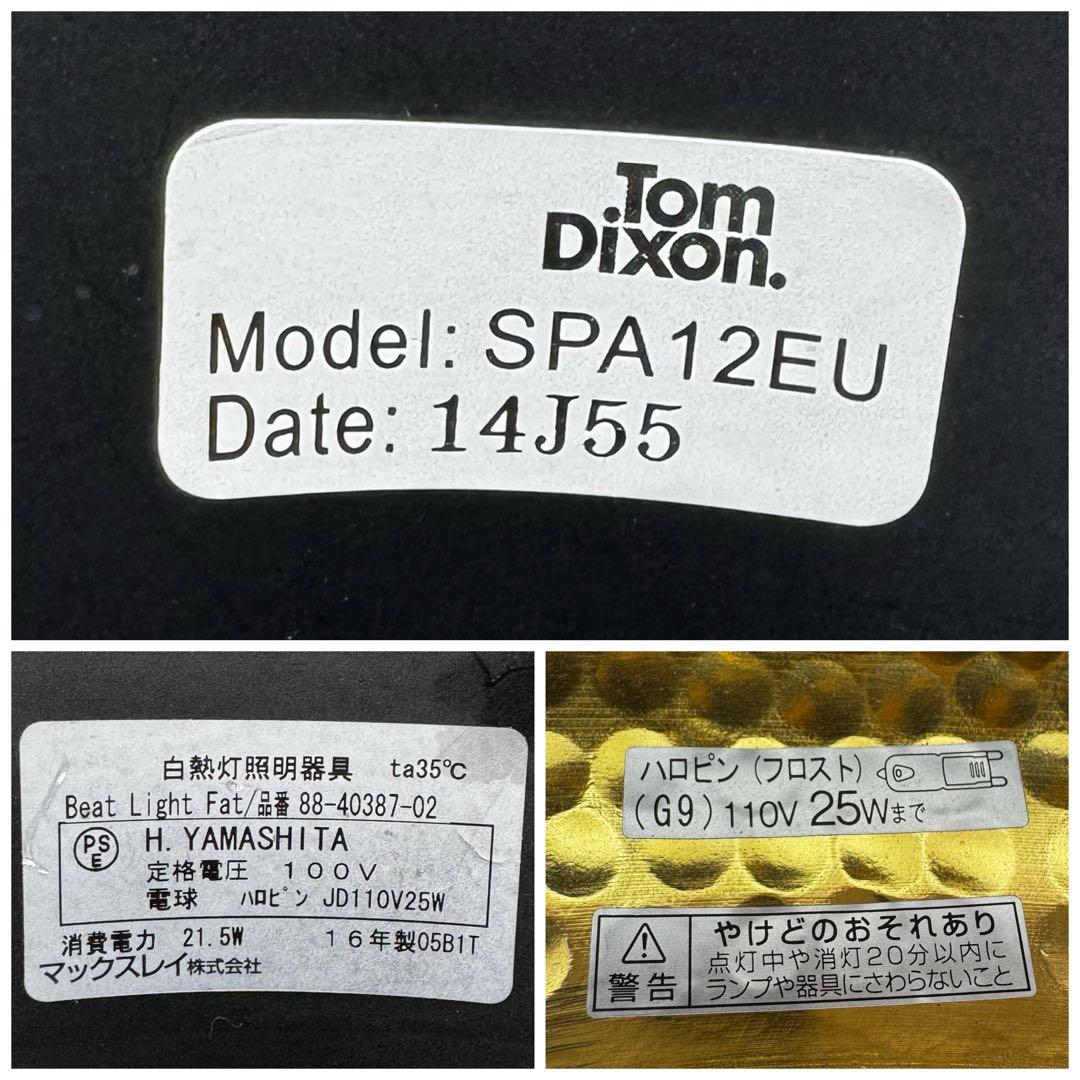 Tom
Dixon.
Model: SPA12EU
Date: 14J55
白熱灯照明器具 ta35℃
Beat Light Fat/品番 88-40387-02
PSE H. YAMASHITA
定格電圧 100V
電球 ハロピン JD110V25W
消費電力 21.5W 16年製05B1T
マックスレイ株式会社
ハロピン(フロスト)
(G9) 110V 25Wまで
警告
やけどのおそれあり
点灯中や消灯20分以内に
ランプや器具にさわらないこと